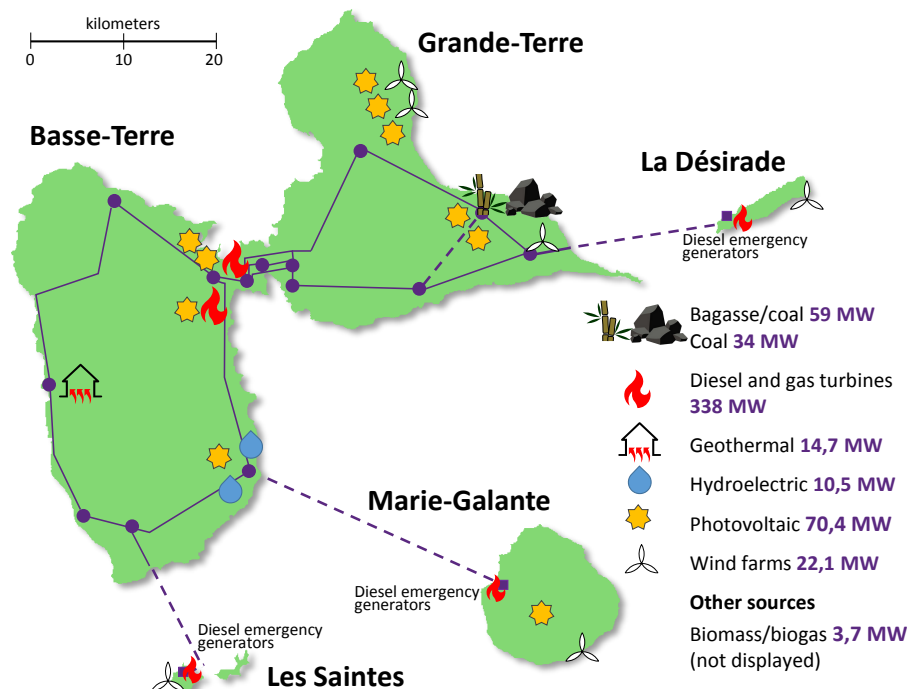 kilometers
0 10 20
Grande-Terre
Basse-Terre
La Désirade
Diesel emergency
generators
Bagasse/coal 59 MW
Coal 34 MW
Diesel and gas turbines
338 MW
Geothermal 14,7 MW
Hydroelectric 10,5 MW
Photovoltaic 70,4 MW
Wind farms 22,1 MW
Other sources
Biomass/biogas 3,7 MW
(not displayed)
Marie-Galante
Diesel emergency
generators
Diesel emergency
generators
Les Saintes